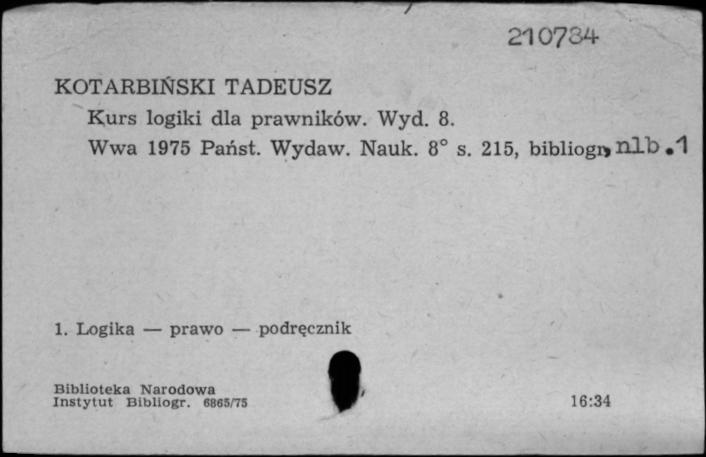 210784
KOTARBIŃSKI TADEUSZ
Kurs logiki dla prawników. Wyd. 8.
Wwa 1975 Państ. Wydaw. Nauk. 8° s. 215, bibliogr, nlb.1
1. Logika — prawo — podręcznik
Biblioteka Narodowa
Instytut Bibliogr. 6865/75
16:34